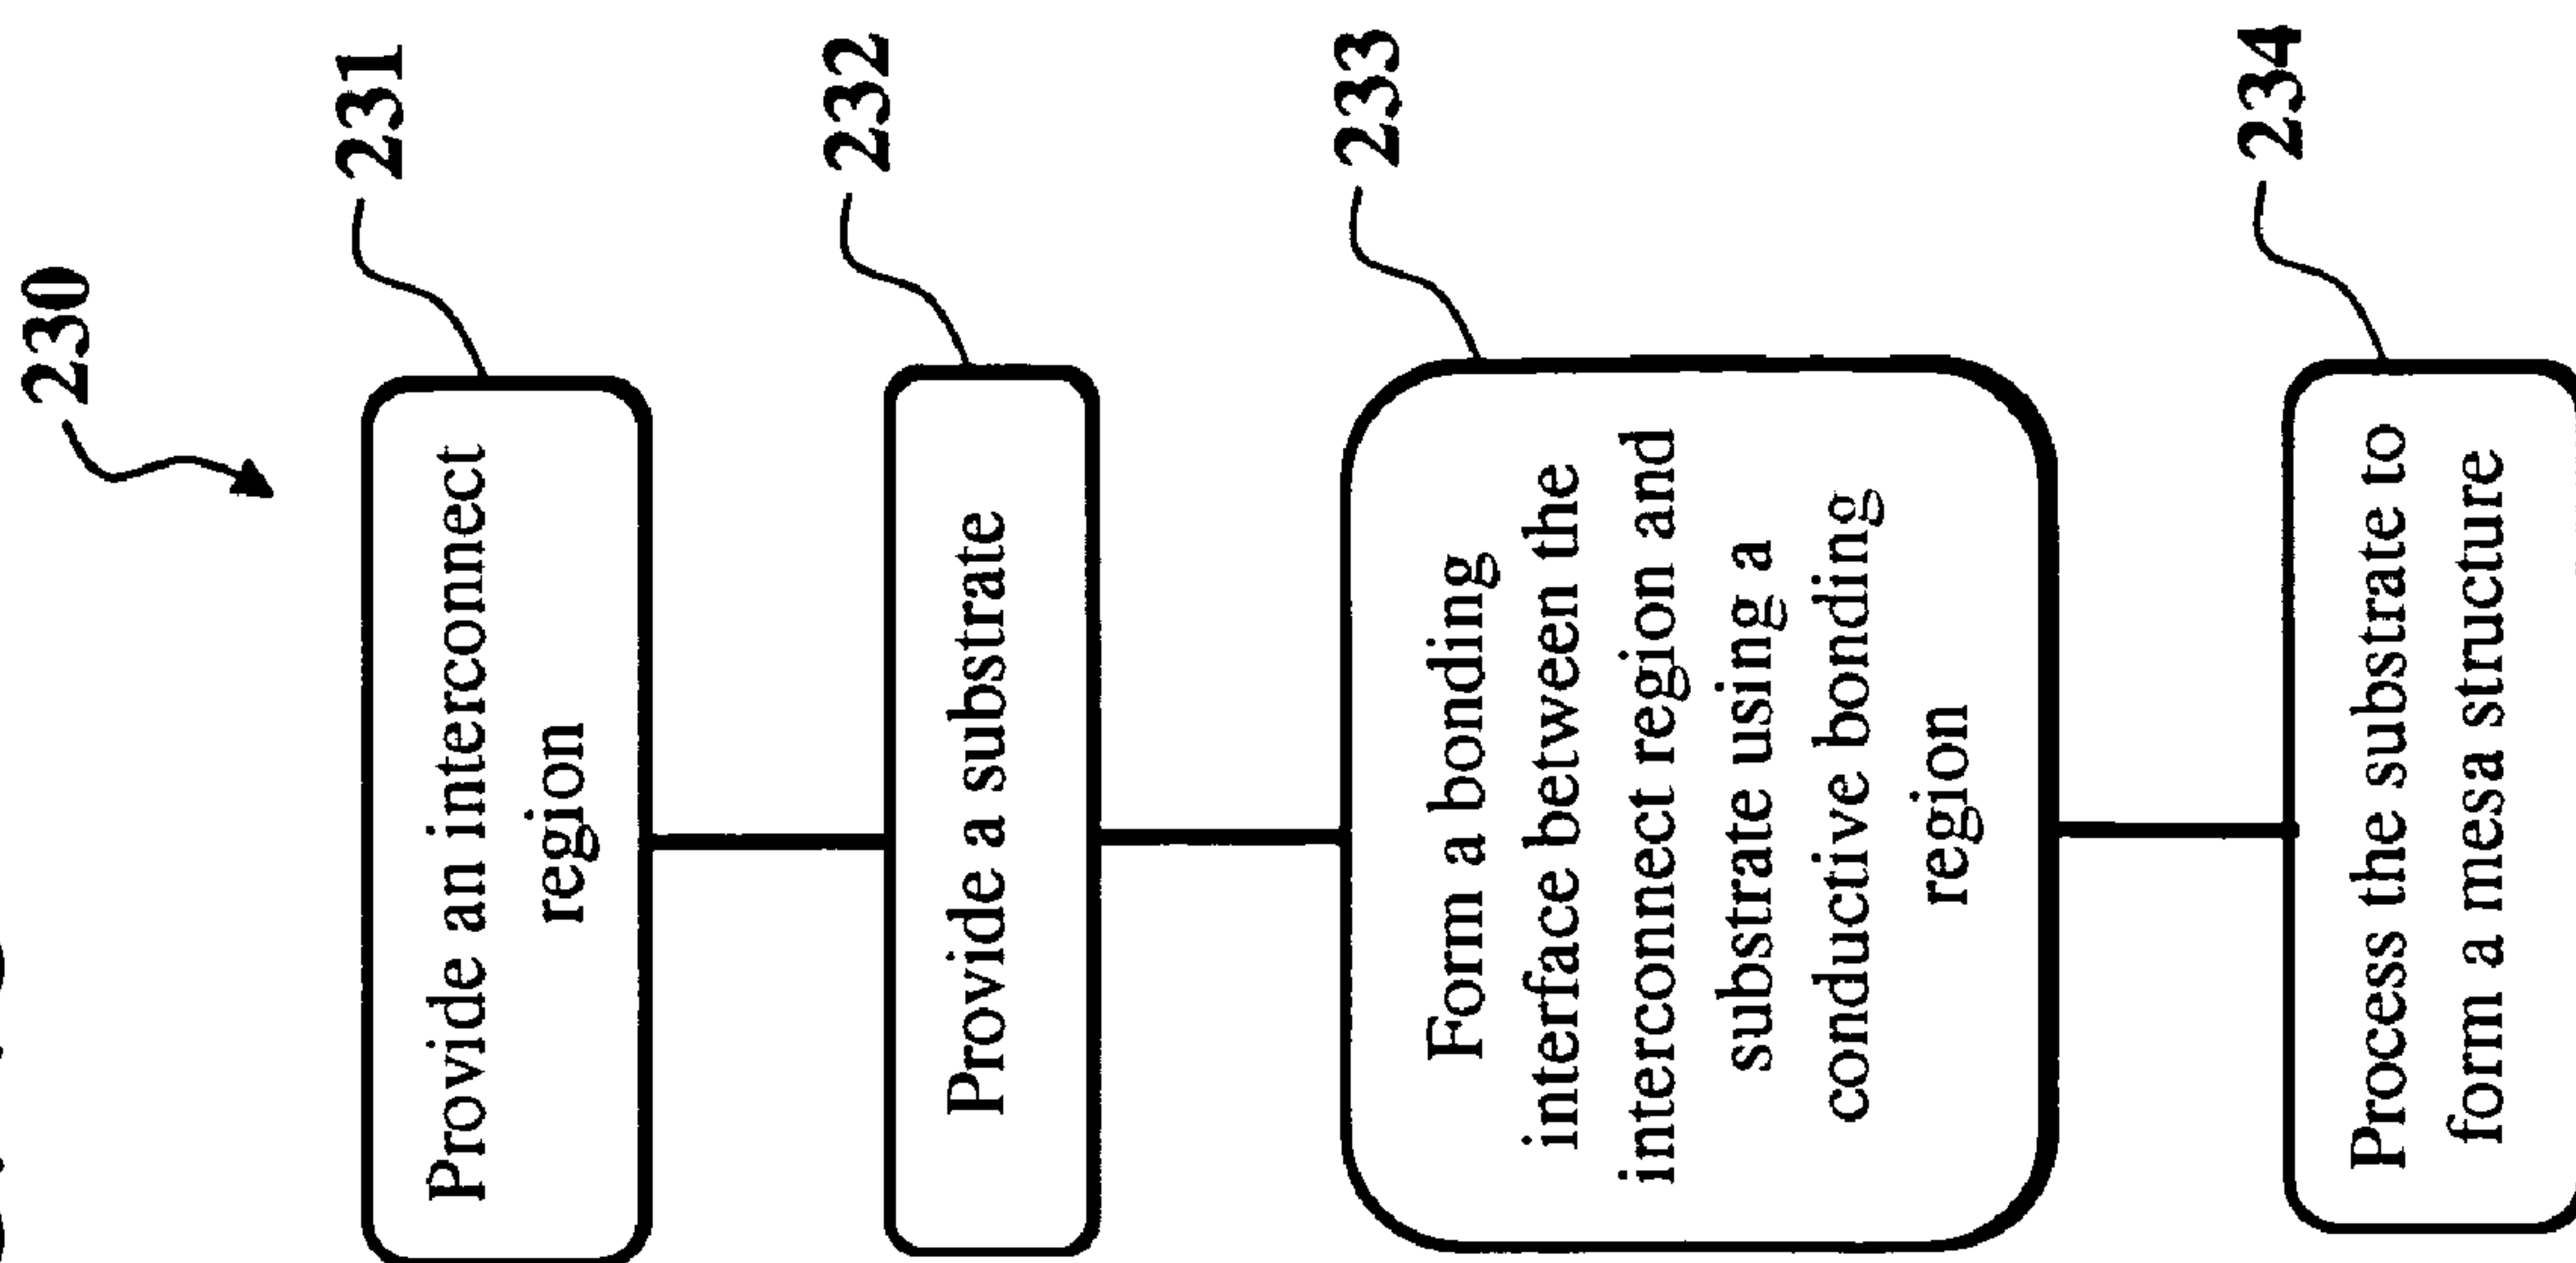 230
231
Provide an interconnect
region
232
Provide a substrate
233
Form a bonding
interface between the
interconnect region and
substrate using a
conductive bonding
region
234
Process the substrate to
form a mesa structure